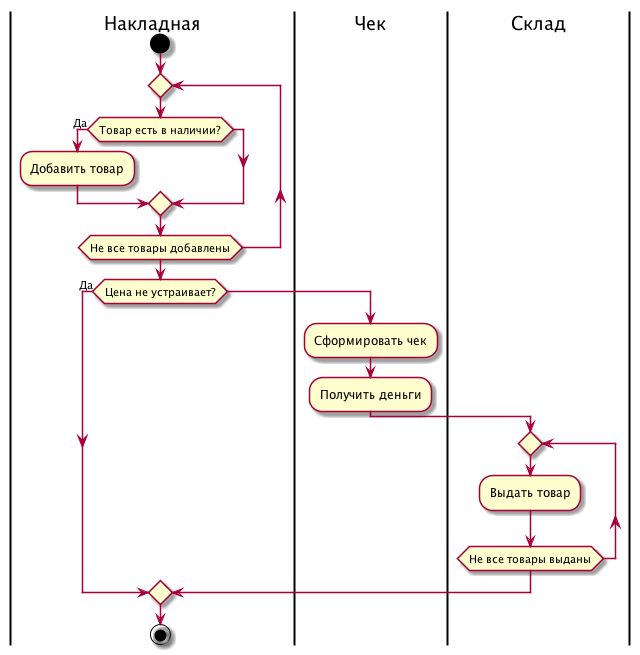 Накладная
Чек
Склад
Товар есть в наличии?
Да
Добавить товар
Не все товары добавлены
Да
Цена не устраивает?
Сформировать чек
Получить деньги
Выдать товар
Не все товары выданы